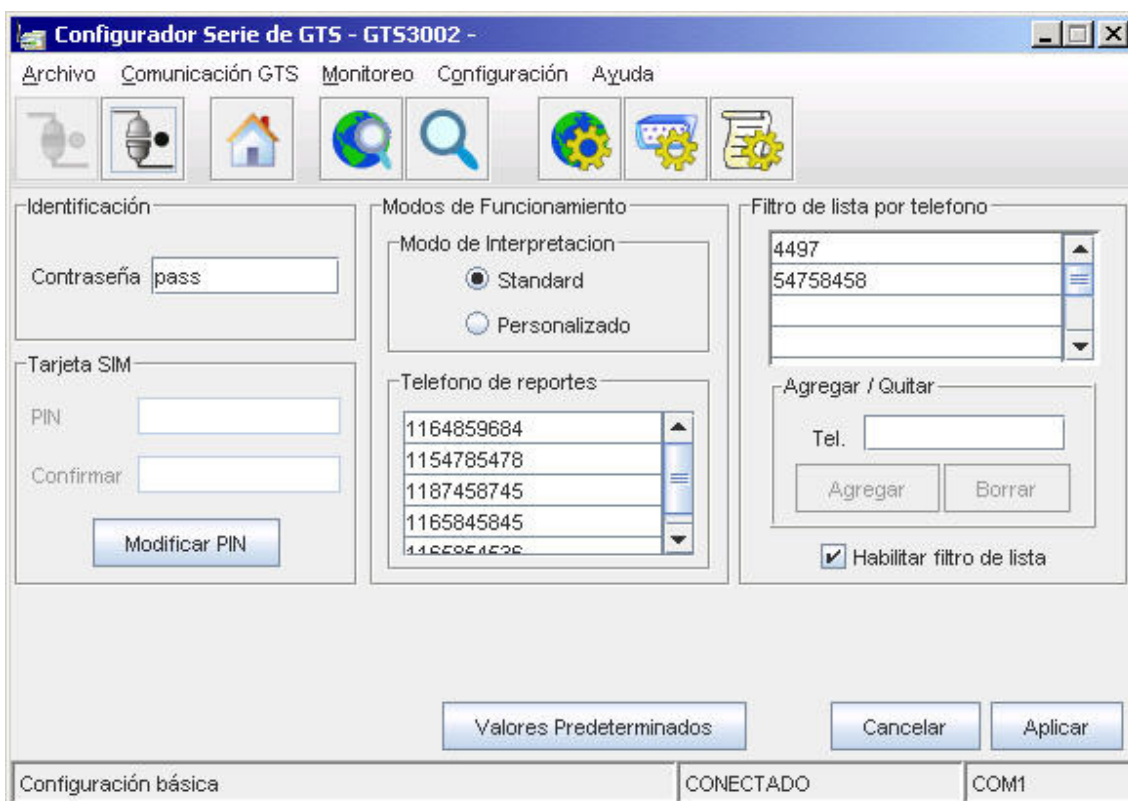 Configurador Serie de GTS - GTS3002 -
Archivo Comunicación GTS Monitoreo Configuración Ayuda
Identificación
Contraseña pass
Tarjeta SIM
PIN
Confirmar
Modificar PIN
Modos de Funcionamiento
Modo de Interpretacion
Standard
Personalizado
Telefono de reportes
1164859684
1154785478
1187458745
1165845845
Filtro de lista por telefono
4497
54758458
Agregar / Quitar
Tel.
Agregar Borrar
Habilitar filtro de lista
Valores Predeterminados Cancelar Aplicar
Configuración básica CONECTADO COM1